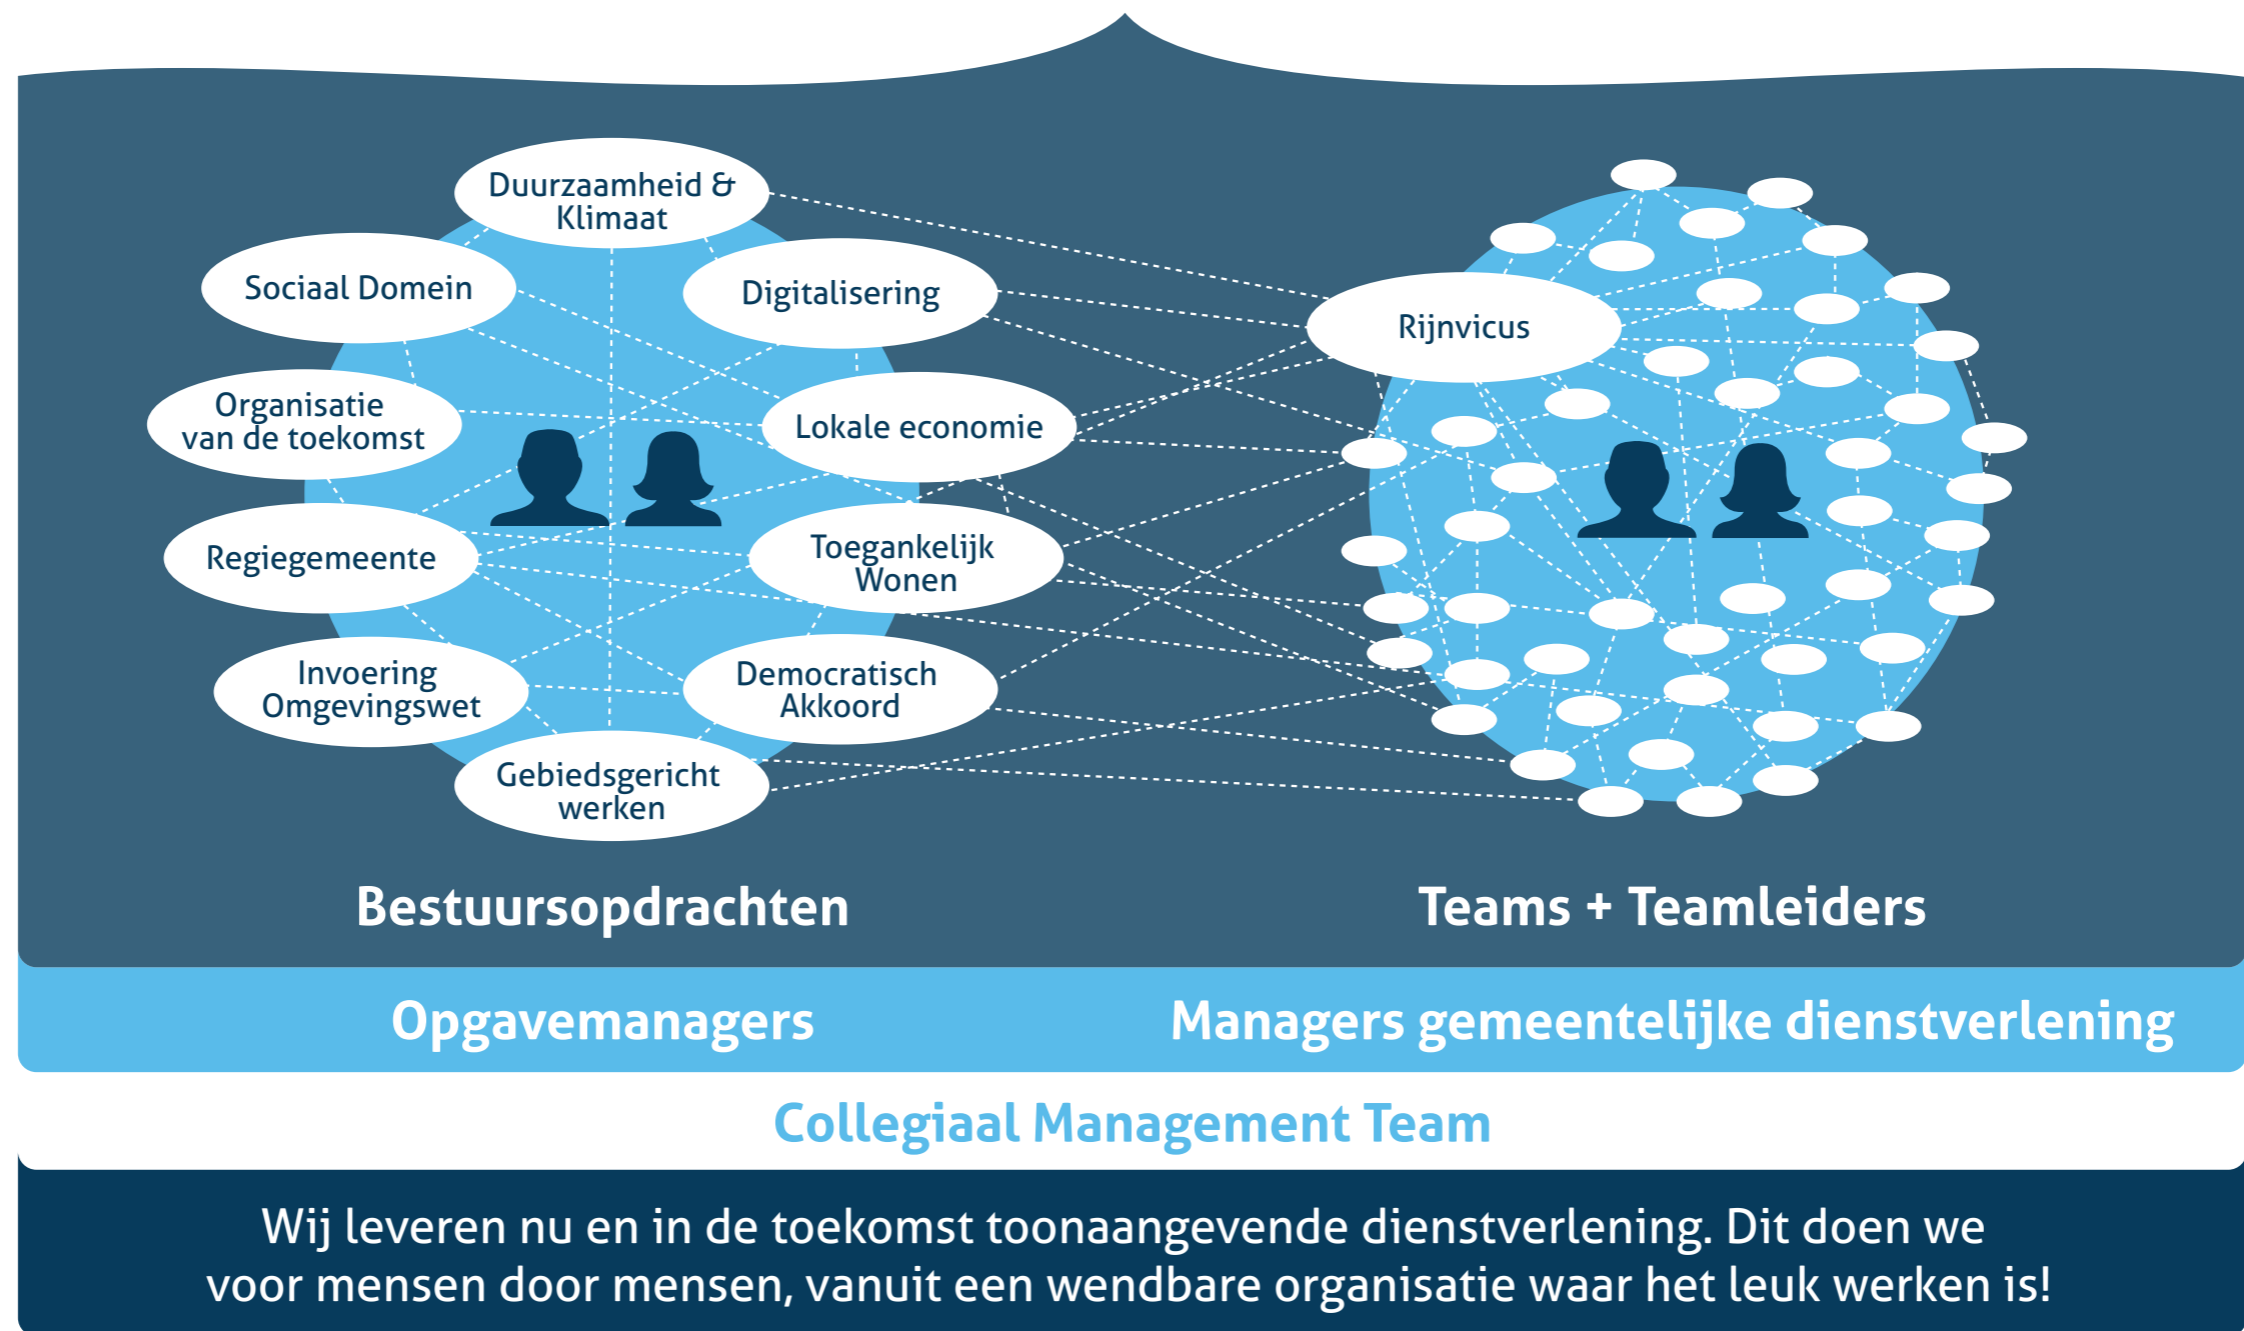 Duurzaamheid &
Klimaat
Sociaal Domein
Digitalisering
Rijnvicus
Organisatie
van de toekomst
Lokale economie
Regiegemeente
Toegankelijk
Wonen
Invoering
Omgevingswet
Democratisch
Akkoord
Gebiedsgericht
werken
Bestuursopdrachten
Teams + Teamleiders
Opgavemanagers
Managers gemeentelijke dienstverlening
Collegiaal Management Team
Wij leveren nu en in de toekomst toonaangevende dienstverlening. Dit doen we
voor mensen door mensen, vanuit een wendbare organisatie waar het leuk werken is!